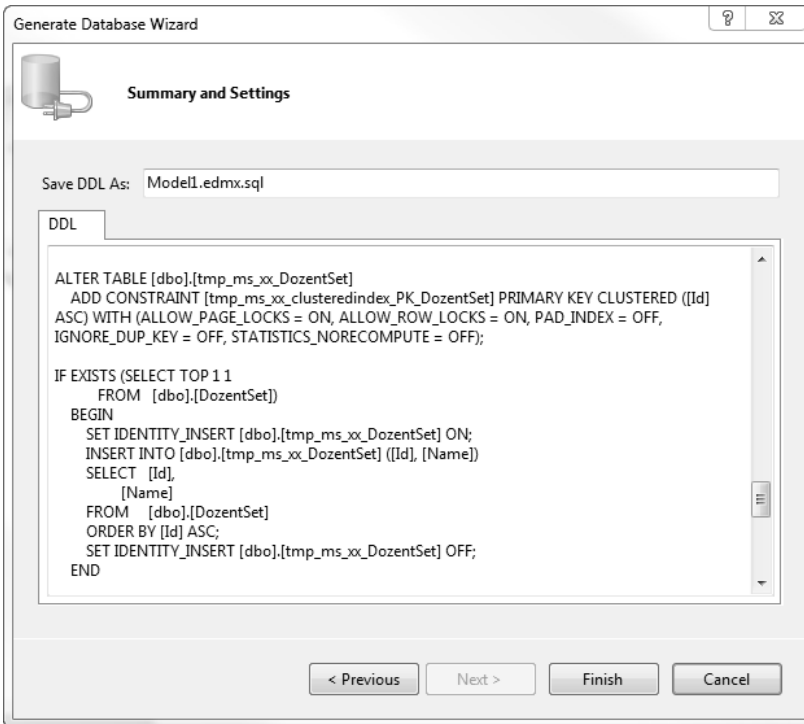 Generate Database Wizard
Summary and Settings
Save DDL As: Model1.edmx.sql
DDL
ALTER TABLE [dbo].[tmp_ms_xx_DozentSet]
ADD CONSTRAINT [tmp_ms_xx_clusteredindex_PK_DozentSet] PRIMARY KEY CLUSTERED ([Id]
ASC) WITH (ALLOW_PAGE_LOCKS = ON, ALLOW_ROW_LOCKS = ON, PAD_INDEX = OFF,
IGNORE_DUP_KEY = OFF, STATISTICS_NORECOMPUTE = OFF);
IF EXISTS (SELECT TOP 1 1
FROM [dbo].[DozentSet])
BEGIN
SET IDENTITY_INSERT [dbo].[tmp_ms_xx_DozentSet] ON;
INSERT INTO [dbo].[tmp_ms_xx_DozentSet] ([Id], [Name])
SELECT [Id],
[Name]
FROM [dbo].[DozentSet]
ORDER BY [Id] ASC;
SET IDENTITY_INSERT [dbo].[tmp_ms_xx_DozentSet] OFF;
END
< Previous Next > Finish Cancel